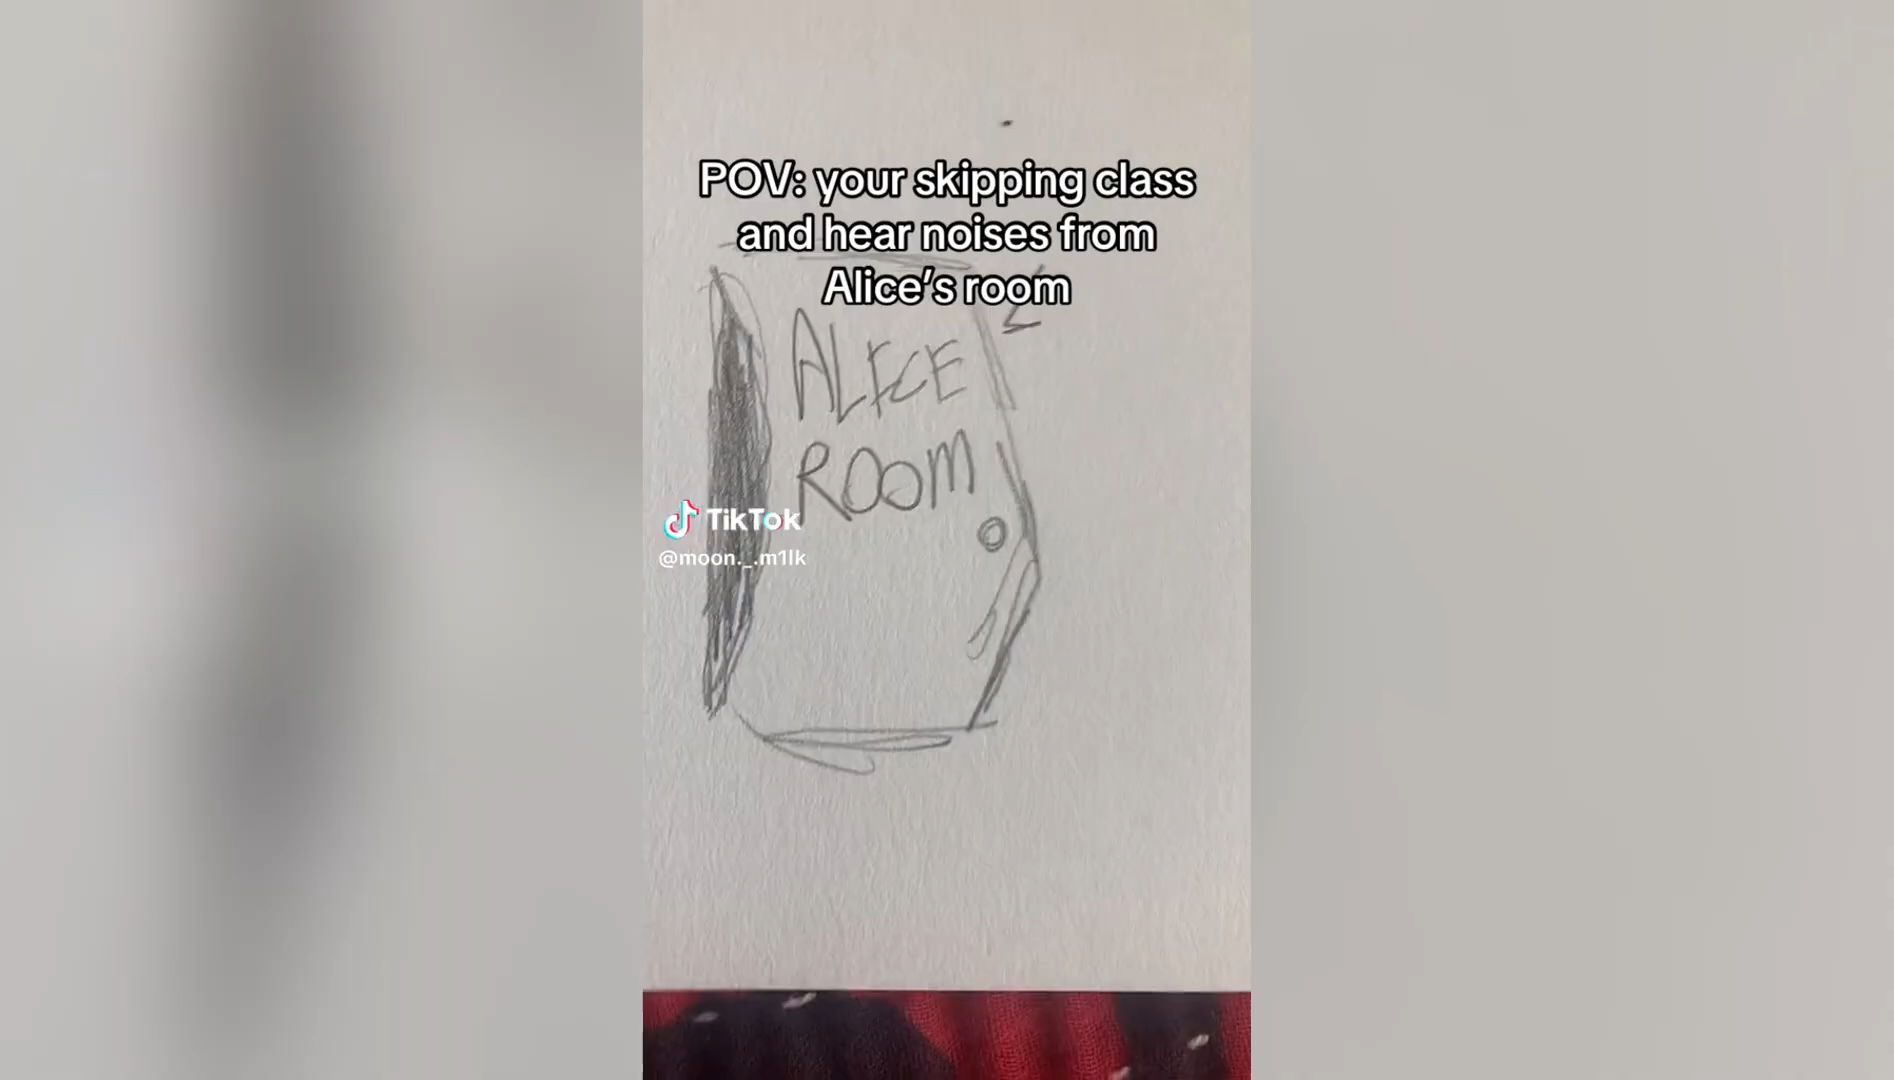 POV: your skipping class
and hear noises from
Alice's room
ALICE
ROOM
TikTok
@moon._.m1lk